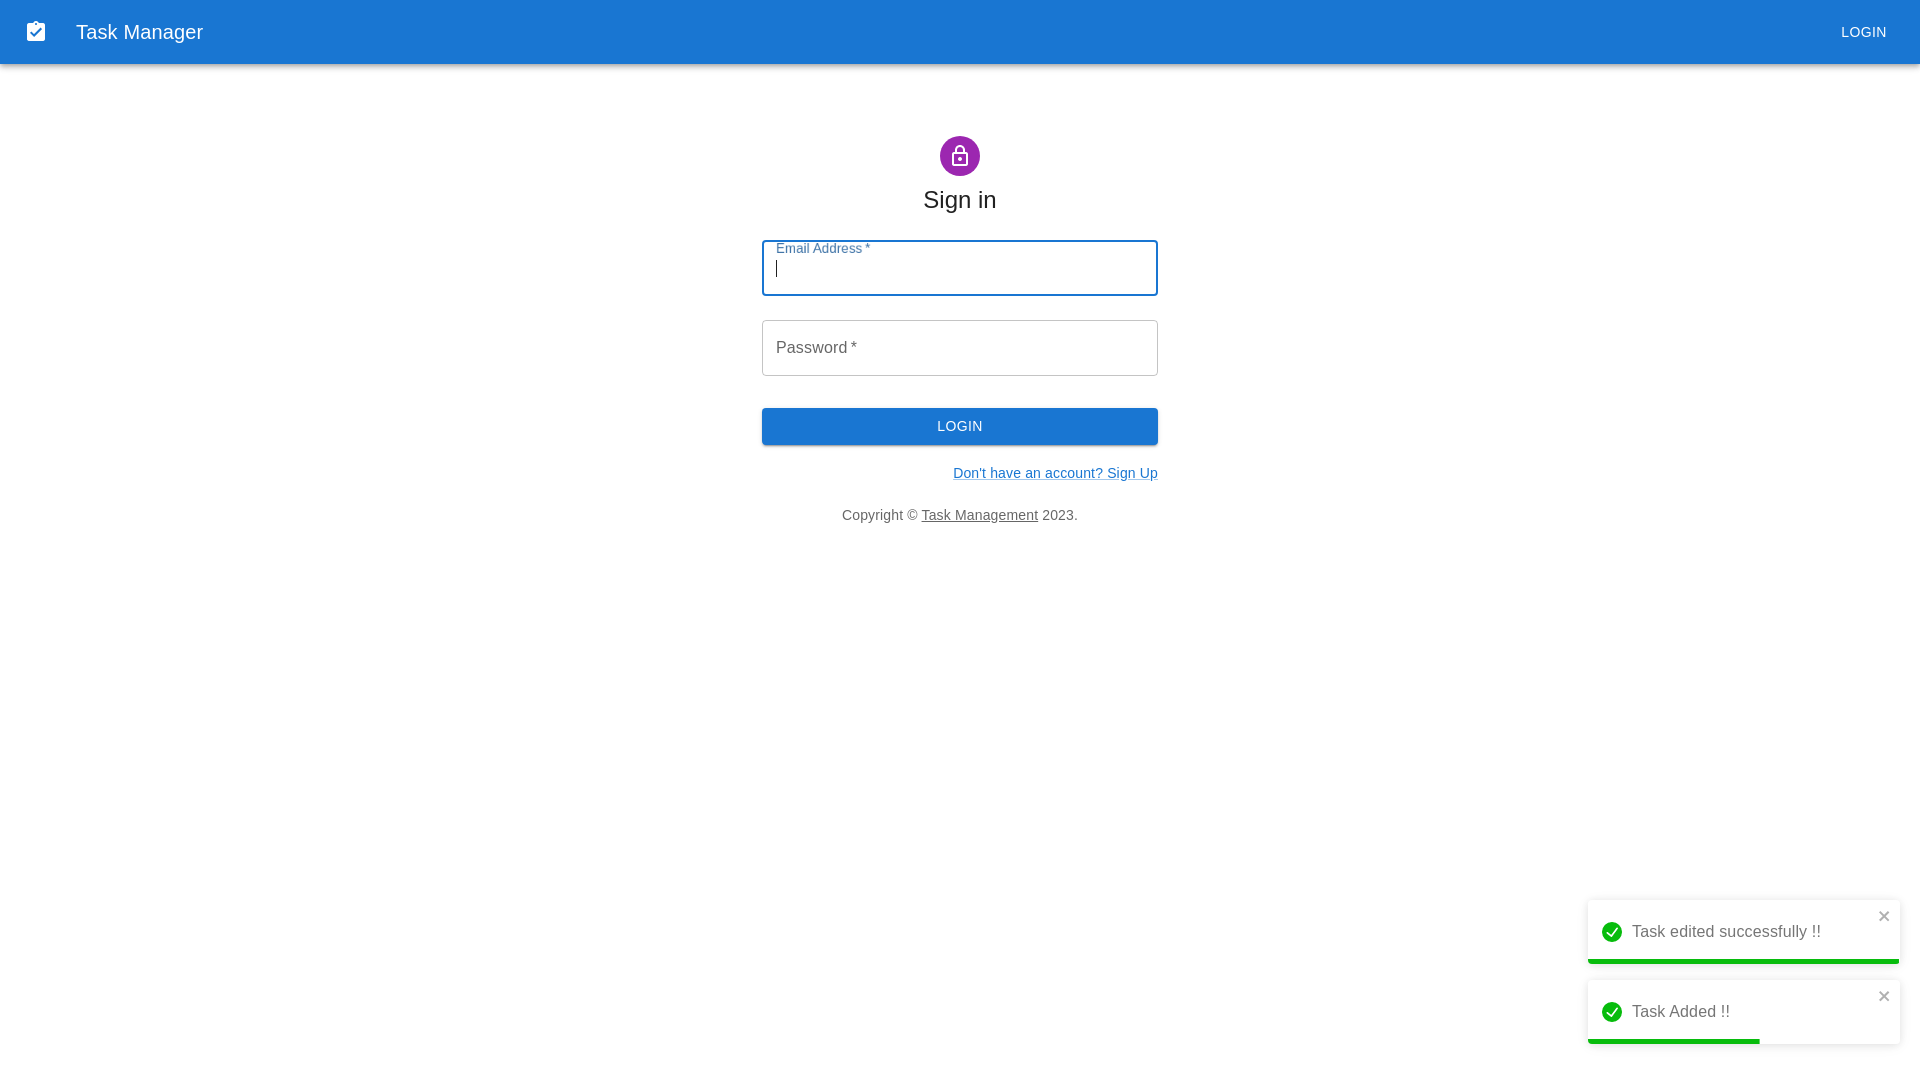 Task Manager
LOGIN
Sign in
Email Address *
Password *
LOGIN
Don't have an account? Sign Up
Copyright © Task Management 2023.
Task edited successfully !!
Task Added !!